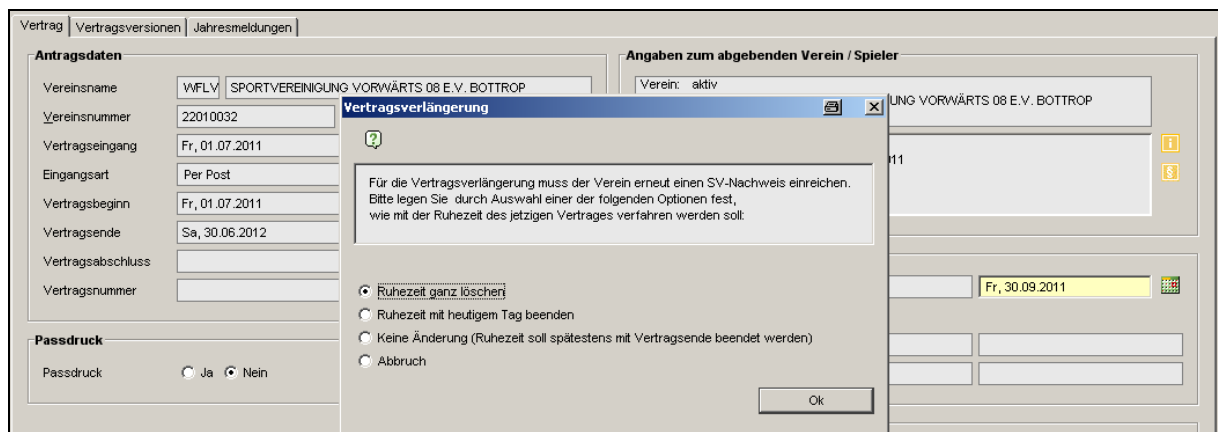 Vertrag Vertragsversionen Jahresmeldungen
Antragsdaten
Vereinsname WFLV SPORTVEREINIGUNG VORWÄRTS 08 E.V. BOTTROP
Vereinsnummer 22010032
Vertragseingang Fr, 01.07.2011
Eingangsart Per Post
Vertragsbeginn Fr, 01.07.2011
Vertragsende Sa, 30.06.2012
Vertragsabschluss
Vertragsnummer
Passdruck
Passdruck Ja Nein
Angaben zum abgebenden Verein / Spieler
Verein: aktiv
UNG VORWÄRTS 08 E.V. BOTTROP
011
i
§
Fr, 30.09.2011
Vertragsverlängerung
?
Für die Vertragsverlängerung muss der Verein erneut einen SV-Nachweis einreichen.
Bitte legen Sie durch Auswahl einer der folgenden Optionen fest,
wie mit der Ruhezeit des jetzigen Vertrages verfahren werden soll:
Ruhezeit ganz löschen
Ruhezeit mit heutigem Tag beenden
Keine Änderung (Ruhezeit soll spätestens mit Vertragsende beendet werden)
Abbruch
Ok